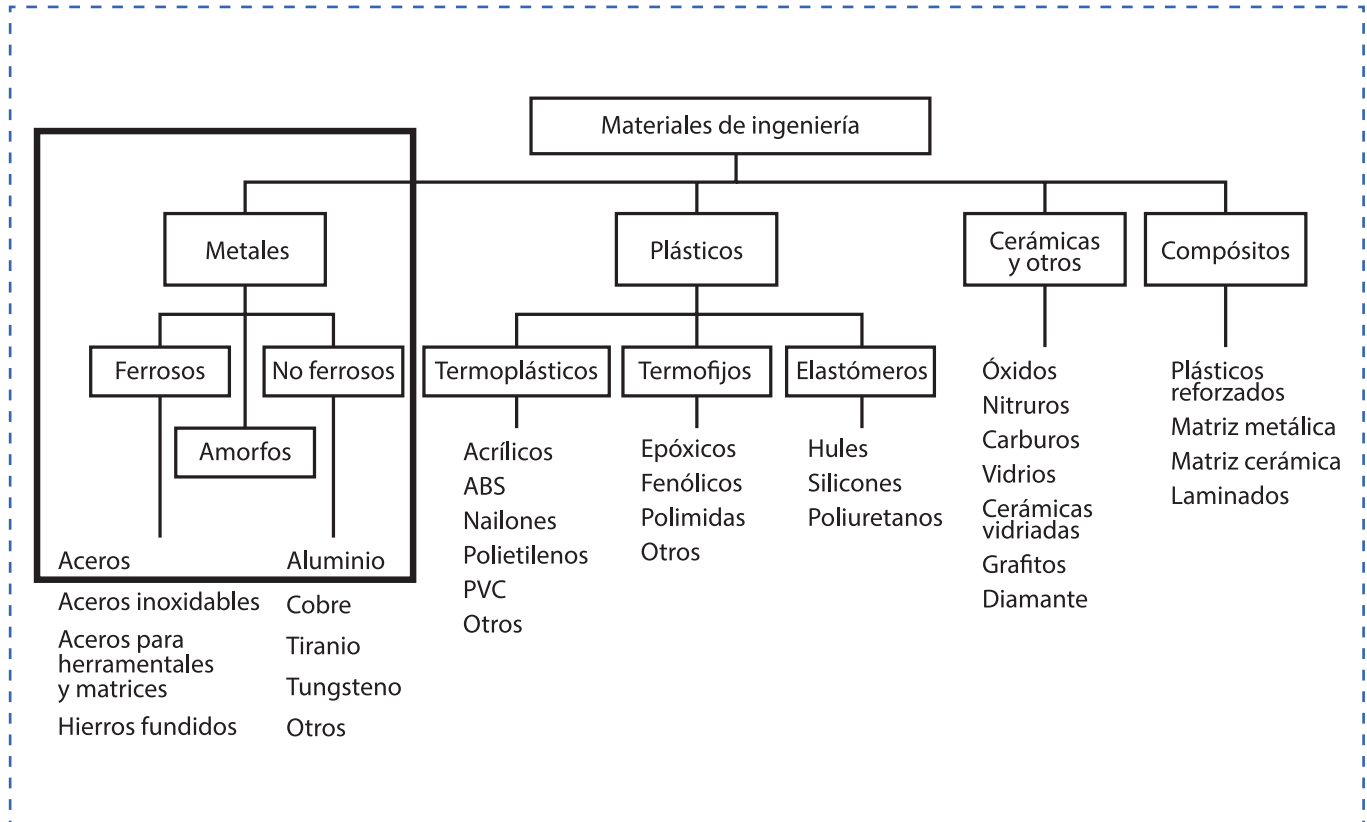 Materiales de ingeniería
Metales
Plásticos
Cerámicas
y otros
Compósitos
Ferrosos
No ferrosos
Amorfos
Termoplásticos
Termofijos
Elastómeros
Aceros
Aceros inoxidables
Aceros para
herramentales
y matrices
Hierros fundidos
Aluminio
Cobre
Tiranio
Tungsteno
Otros
Acrílicos
ABS
Nailones
Polietilenos
PVC
Otros
Epóxicos
Fenólicos
Polimidas
Otros
Hules
Silicones
Poliuretanos
Óxidos
Nitruros
Carburos
Vidrios
Cerámicas
vidriadas
Grafitos
Diamante
Plásticos
reforzados
Matriz metálica
Matriz cerámica
Laminados